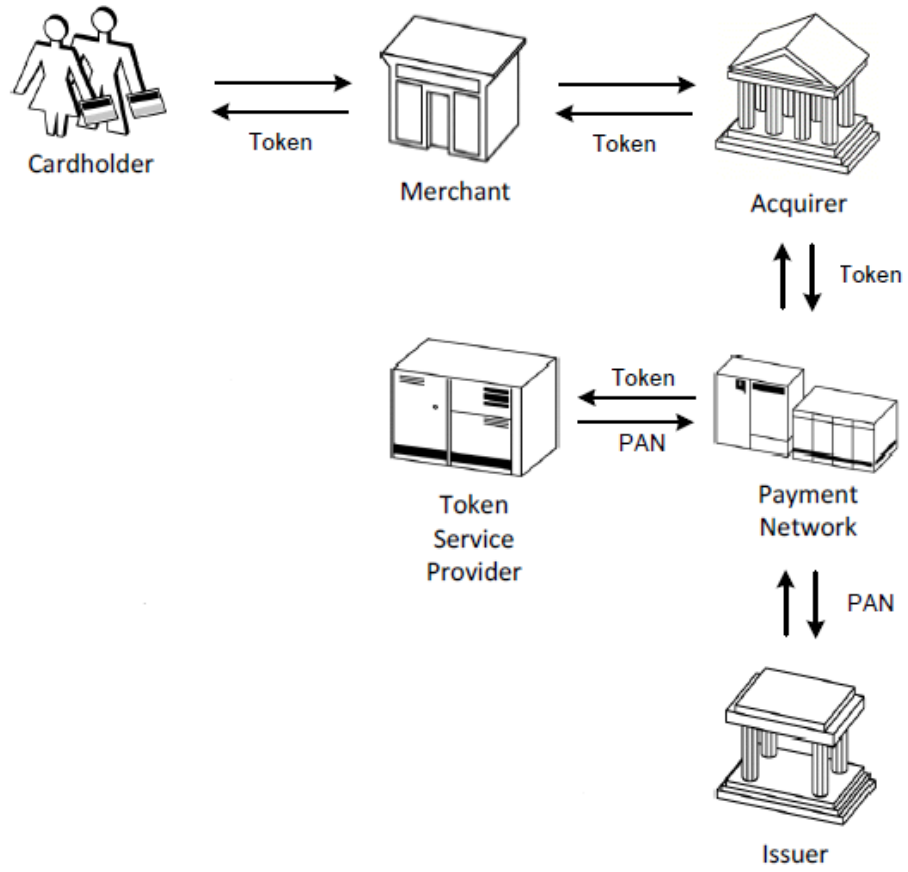 Token
Token
Cardholder
Merchant
Acquirer
Token
Token
PAN
Token
Service
Provider
Payment
Network
PAN
Issuer